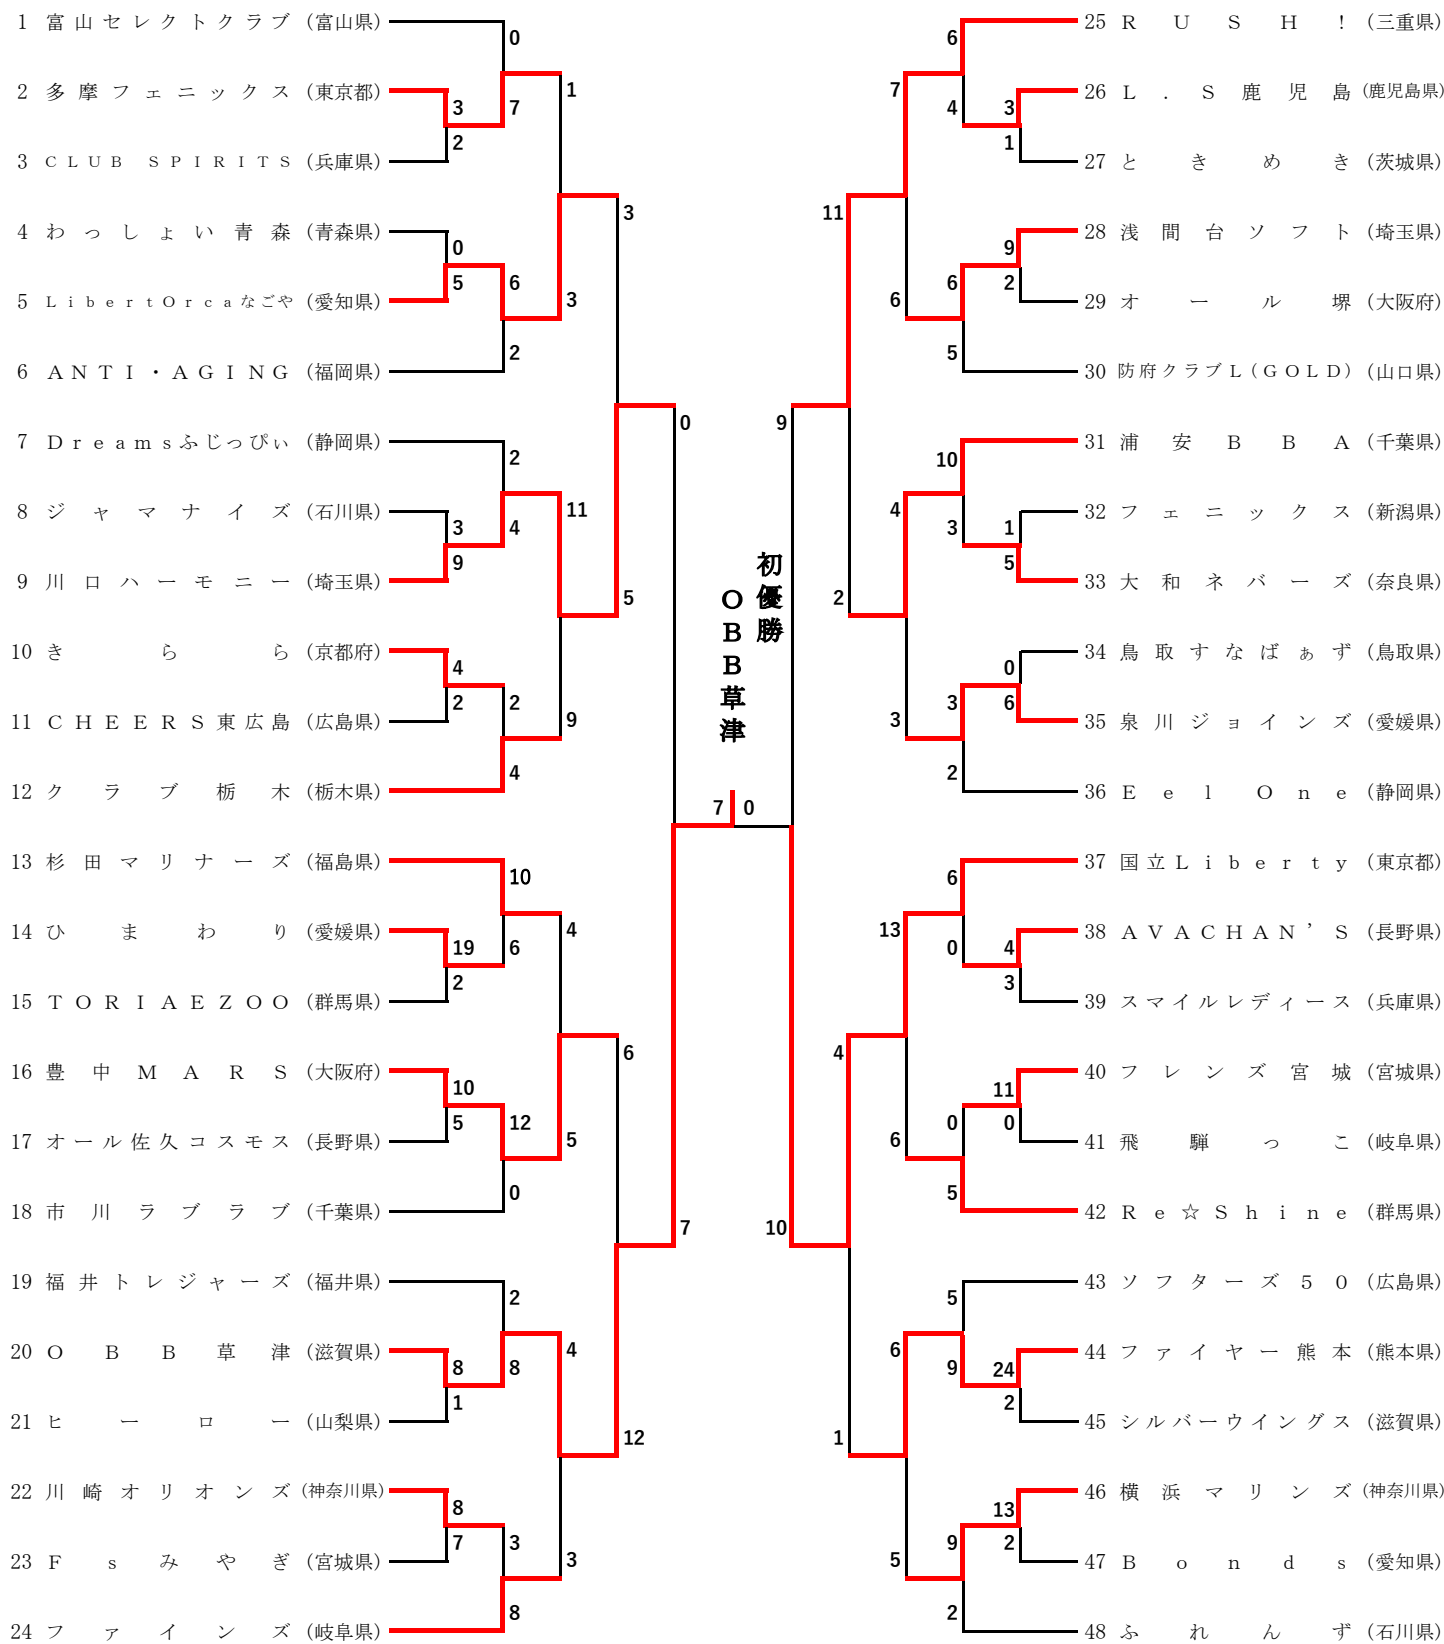 1 富山セレクトクラブ (富山県)
0
2 多摩フェニックス (東京都)
3
7
1
3 CLUB SPIRITS (兵庫県)
2
3
4 わっしょい青森 (青森県)
0
5 LibertOrcaなごや (愛知県)
5
6
3
6 ANTI・AGING (福岡県)
2
0
7 Dreamsふじっぴぃ (静岡県)
2
8 ジャマナイズ (石川県)
3
4
11
9 川口ハーモニー (埼玉県)
9
5
10 きらら (京都府)
4
11 CHEERS東広島 (広島県)
2
2
9
12 クラブ栃木 (栃木県)
4
13 杉田マリナーズ (福島県)
10
14 ひまわり (愛媛県)
19
6
4
15 TORIAEZOO (群馬県)
2
6
16 豊中MARS (大阪府)
10
17 オール佐久コスモス (長野県)
5
12
5
18 市川ラブラブ (千葉県)
0
7
19 福井トレジャーズ (福井県)
2
20 OBB草津 (滋賀県)
8
8
4
21 ヒーロー (山梨県)
1
12
22 川崎オリオンズ (神奈川県)
8
23 Fsみやぎ (宮城県)
7
3
3
24 ファインズ (岐阜県)
8
初優勝
OBB草津
7 0
25 RUSH! (三重県)
6
26 L.S鹿児島 (鹿児島県)
3
4
7
27 ときめき (茨城県)
1
11
28 浅間台ソフト (埼玉県)
9
29 オール堺 (大阪府)
2
6
6
30 防府クラブL(GOLD) (山口県)
5
9
31 浦安BBA (千葉県)
10
32 フェニックス (新潟県)
1
3
4
33 大和ネバーズ (奈良県)
5
2
34 鳥取すなばぁず (鳥取県)
0
35 泉川ジョインズ (愛媛県)
6
3
3
36 Eel One (静岡県)
2
37 国立Liberty (東京都)
6
38 AVACHAN’S (長野県)
4
0
13
39 スマイルレディース (兵庫県)
3
4
40 フレンズ宮城 (宮城県)
11
41 飛騨っこ (岐阜県)
0
0
6
42 Re☆Shine (群馬県)
5
10
43 ソフターズ50 (広島県)
5
44 ファイヤー熊本 (熊本県)
24
9
6
45 シルバーウイングス (滋賀県)
2
1
46 横浜マリンズ (神奈川県)
13
47 Bonds (愛知県)
2
9
5
48 ふれんず (石川県)
2